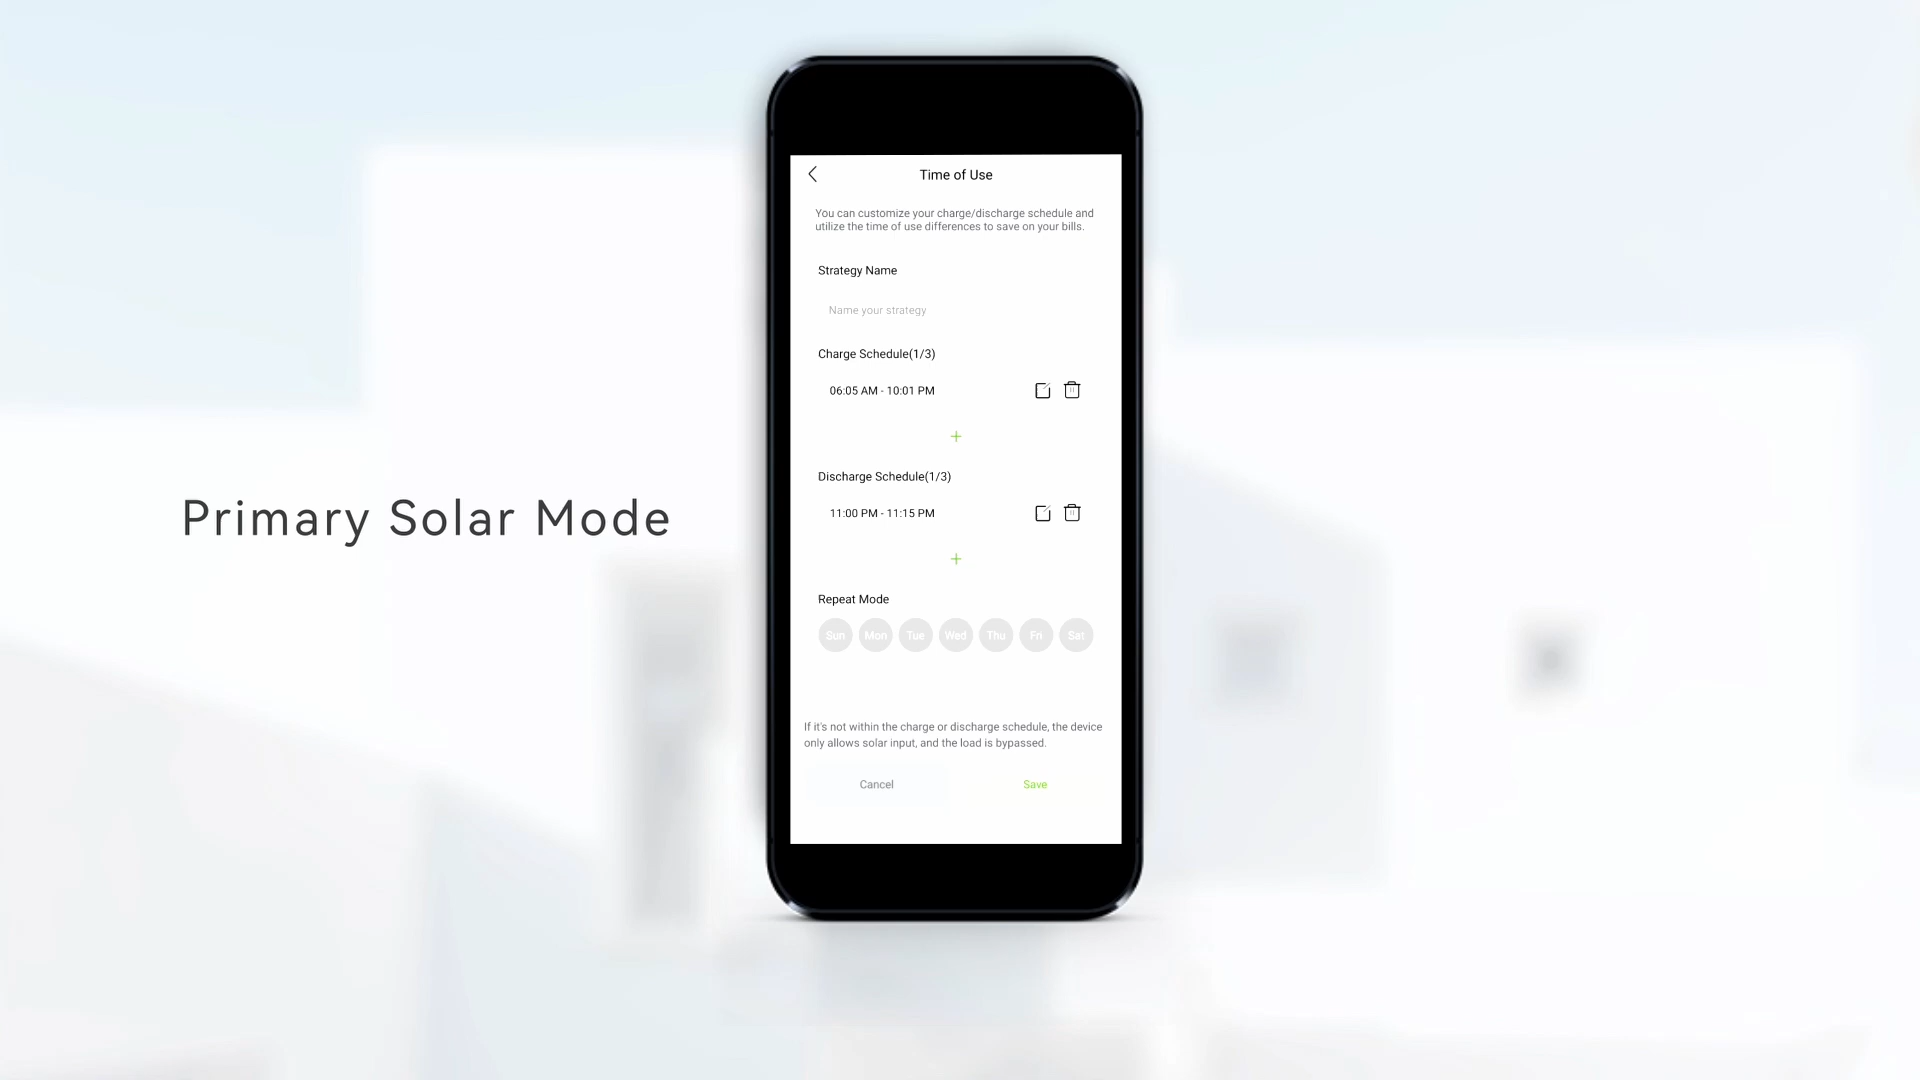 Primary Solar Mode
Time of Use
You can customize your charge/discharge schedule and
utilize the time of use differences to save on your bills.
Strategy Name
Name your strategy
Charge Schedule(1/3)
06:05 AM - 10:01 PM
+
Discharge Schedule(1/3)
11:00 PM - 11:15 PM
+
Repeat Mode
Sun Mon Tue Wed Thu Fri Sat
If it's not within the charge or discharge schedule, the device
only allows solar input, and the load is bypassed.
Cancel Save